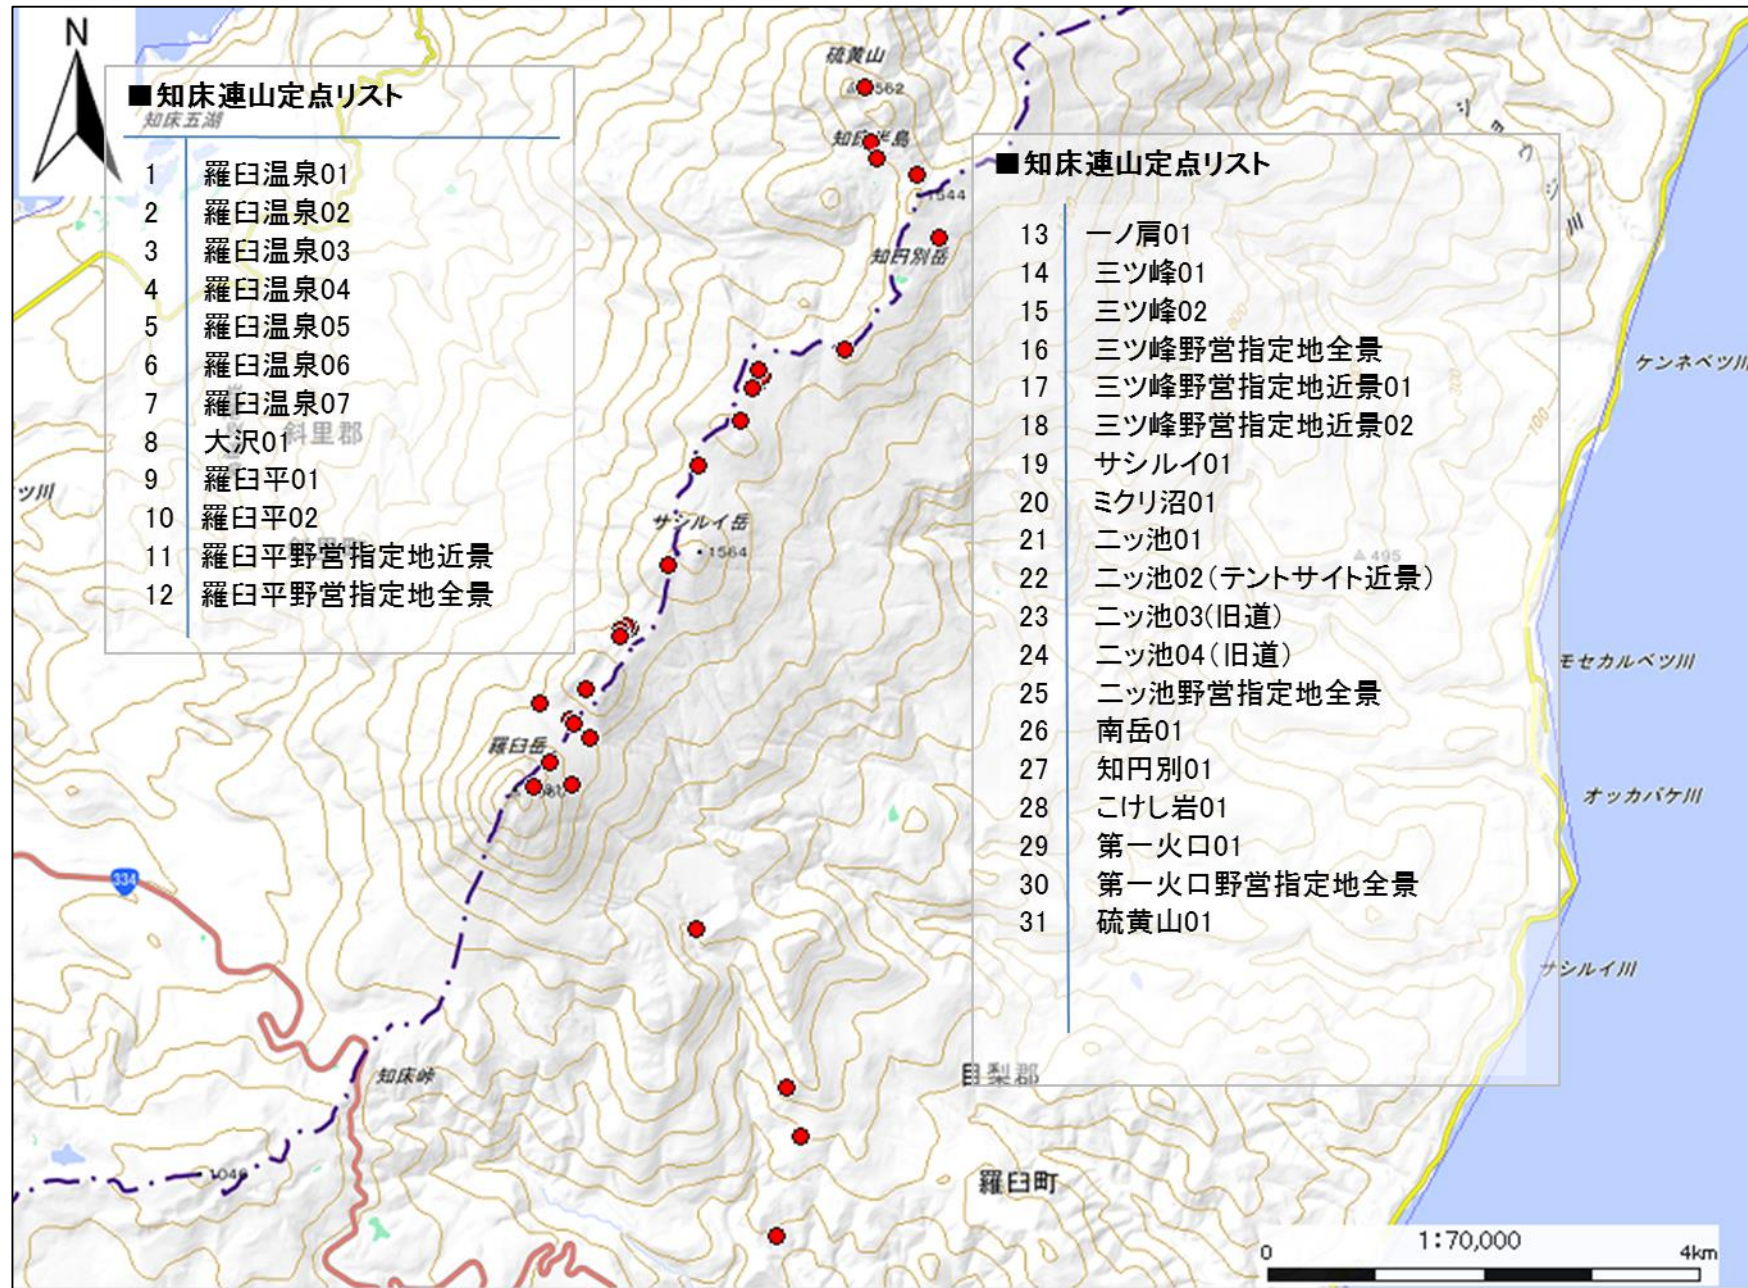 N
■知床連山定点リスト
知床五湖
1 羅臼温泉01
2 羅臼温泉02
3 羅臼温泉03
4 羅臼温泉04
5 羅臼温泉05
6 羅臼温泉06
7 羅臼温泉07
8 大沢01
9 羅臼平01
10 羅臼平02
11 羅臼平野営指定地近景
12 羅臼平野営指定地全景
斜里郡
斜里町
ツ川
硫黄山
1562
知床半島
1544
知円別岳
サシルイ岳
1564
羅臼岳
334
知床峠
1046
■知床連山定点リスト
13 一ノ肩01
14 三ツ峰01
15 三ツ峰02
16 三ツ峰野営指定地全景
17 三ツ峰野営指定地近景01
18 三ツ峰野営指定地近景02
19 サシルイ01
20 ミクリ沼01
21 二ッ池01
22 二ッ池02(テントサイト近景)
23 二ッ池03(旧道)
24 二ッ池04(旧道)
25 二ッ池野営指定地全景
26 南岳01
27 知円別01
28 こけし岩01
29 第一火口01
30 第一火口野営指定地全景
31 硫黄山01
495
100
ケンネベツ川
モセカルベツ川
オッカバケ川
サシルイ川
目梨郡
羅臼町
1:70,000
0 4km